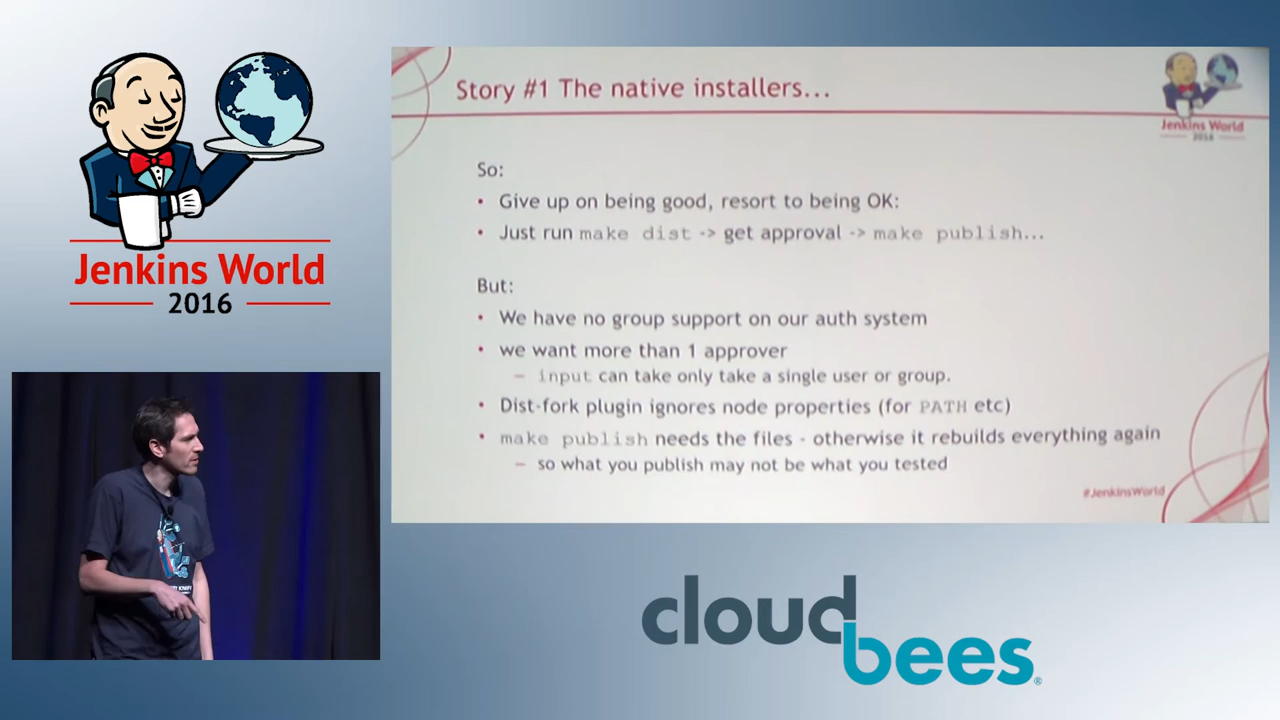 Jenkins World
2016
Story #1 The native installers...
Jenkins World
2016
So:
• Give up on being good, resort to being OK:
• Just run make dist -> get approval -> make publish...
But:
• We have no group support on our auth system
• we want more than 1 approver
– input can take only take a single user or group.
• Dist-fork plugin ignores node properties (for PATH etc)
• make publish needs the files - otherwise it rebuilds everything again
– so what you publish may not be what you tested
#JenkinsWorld
cloud
bees®